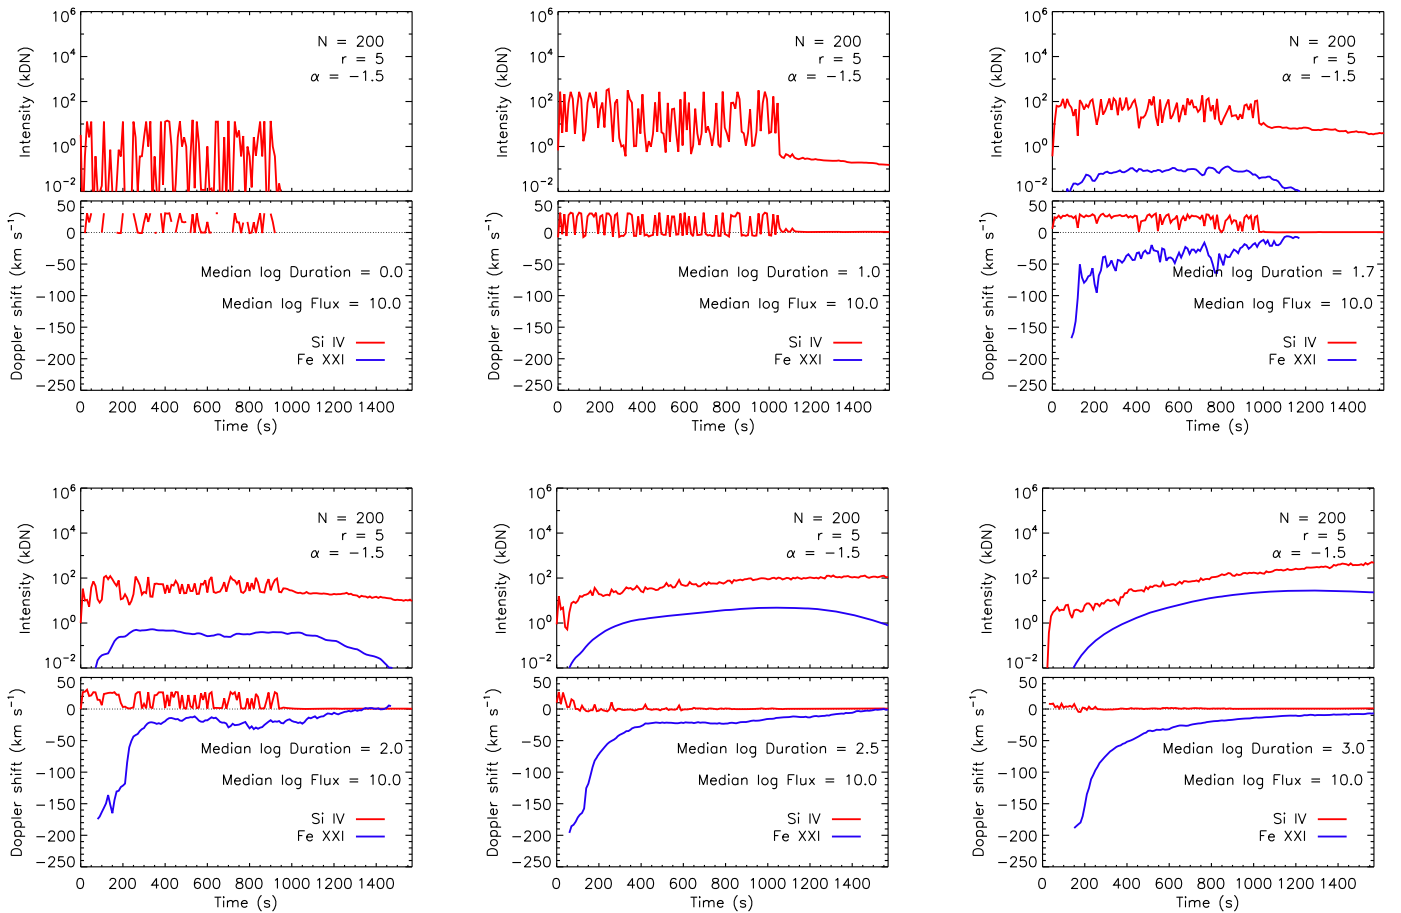 10^6
10^4
10^2
10^0
10^−2
Intensity (kDN)
N = 200
r = 5
α = −1.5
50
0
−50
−100
−150
−200
−250
Doppler shift (km s^−1)
Median log Duration = 0.0
Median log Flux = 10.0
Si IV
Fe XXI
0 200 400 600 800 1000 1200 1400
Time (s)
10^6
10^4
10^2
10^0
10^−2
Intensity (kDN)
N = 200
r = 5
α = −1.5
50
0
−50
−100
−150
−200
−250
Doppler shift (km s^−1)
Median log Duration = 1.0
Median log Flux = 10.0
Si IV
Fe XXI
0 200 400 600 800 1000 1200 1400
Time (s)
10^6
10^4
10^2
10^0
10^−2
Intensity (kDN)
N = 200
r = 5
α = −1.5
50
0
−50
−100
−150
−200
−250
Doppler shift (km s^−1)
Median log Duration = 1.7
Median log Flux = 10.0
Si IV
Fe XXI
0 200 400 600 800 1000 1200 1400
Time (s)
10^6
10^4
10^2
10^0
10^−2
Intensity (kDN)
N = 200
r = 5
α = −1.5
50
0
−50
−100
−150
−200
−250
Doppler shift (km s^−1)
Median log Duration = 2.0
Median log Flux = 10.0
Si IV
Fe XXI
0 200 400 600 800 1000 1200 1400
Time (s)
10^6
10^4
10^2
10^0
10^−2
Intensity (kDN)
N = 200
r = 5
α = −1.5
50
0
−50
−100
−150
−200
−250
Doppler shift (km s^−1)
Median log Duration = 2.5
Median log Flux = 10.0
Si IV
Fe XXI
0 200 400 600 800 1000 1200 1400
Time (s)
10^6
10^4
10^2
10^0
10^−2
Intensity (kDN)
N = 200
r = 5
α = −1.5
50
0
−50
−100
−150
−200
−250
Doppler shift (km s^−1)
Median log Duration = 3.0
Median log Flux = 10.0
Si IV
Fe XXI
0 200 400 600 800 1000 1200 1400
Time (s)